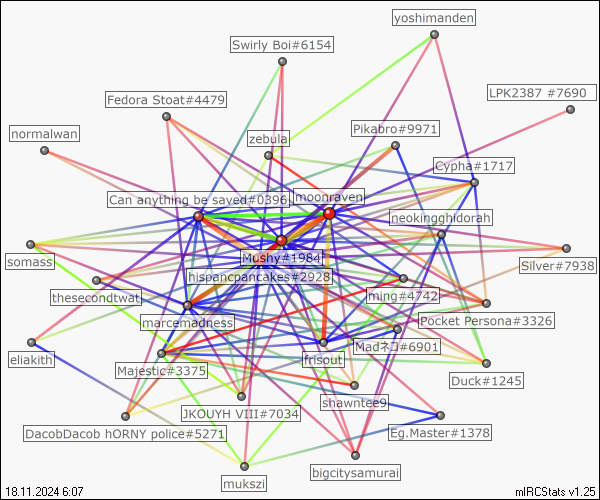 yoshimanden
Swirly Boi#6154
LPK2387 #7690
Fedora Stoat#4479
normalwan
zebula
Pikabro#9971
Cypha#1717
Can anything be saved#0396
moonraven
neokingghidorah
somass
Mushy#1984
Silver#7938
hispancpancakes#2928
thesecondtwat
ming#4742
marcemadness
Pocket Persona#3326
eliakith
frisout
Madネコ#6901
Majestic#3375
Duck#1245
shawntee9
JKOUYH VIII#7034
DacobDacob hORNY police#5271
Eg.Master#1378
bigcitysamurai
mukszi
18.11.2024 6:07
mIRCStats v1.25